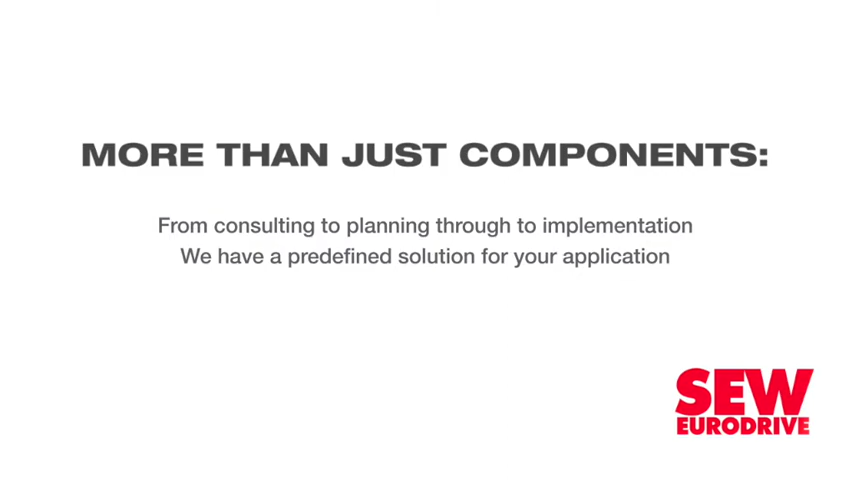 MORE THAN JUST COMPONENTS:
From consulting to planning through to implementation
We have a predefined solution for your application
SEW
EURODRIVE